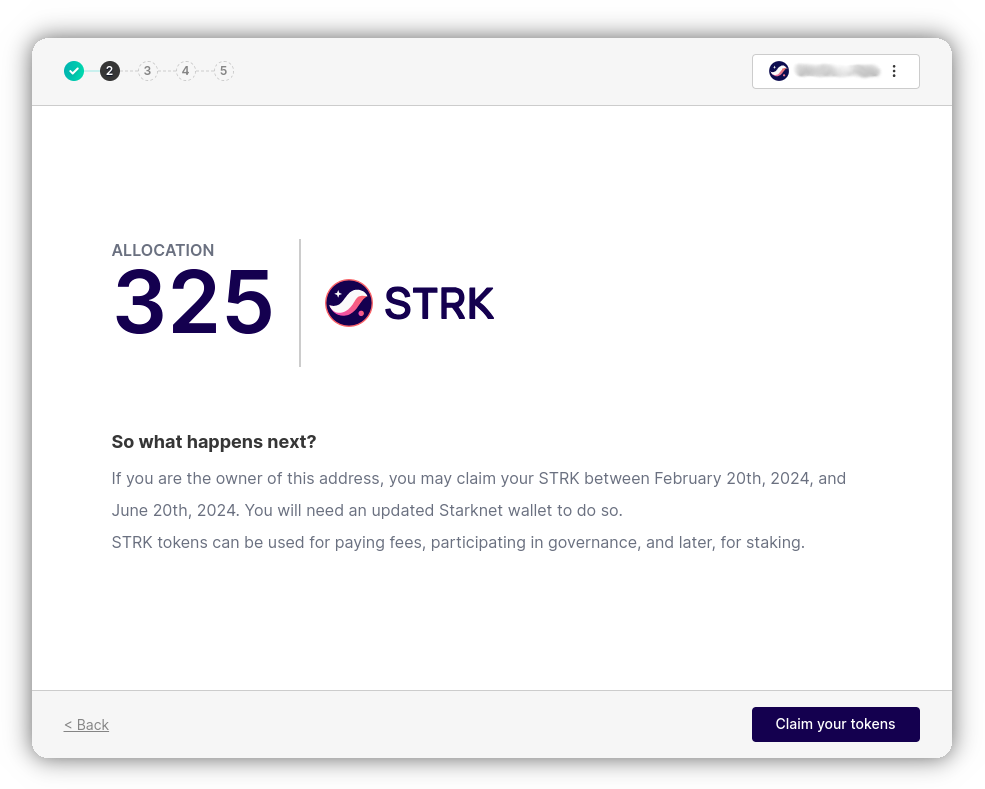 2 3 4 5
ALLOCATION
325
STRK
So what happens next?
If you are the owner of this address, you may claim your STRK between February 20th, 2024, and
June 20th, 2024. You will need an updated Starknet wallet to do so.
STRK tokens can be used for paying fees, participating in governance, and later, for staking.
< Back
Claim your tokens